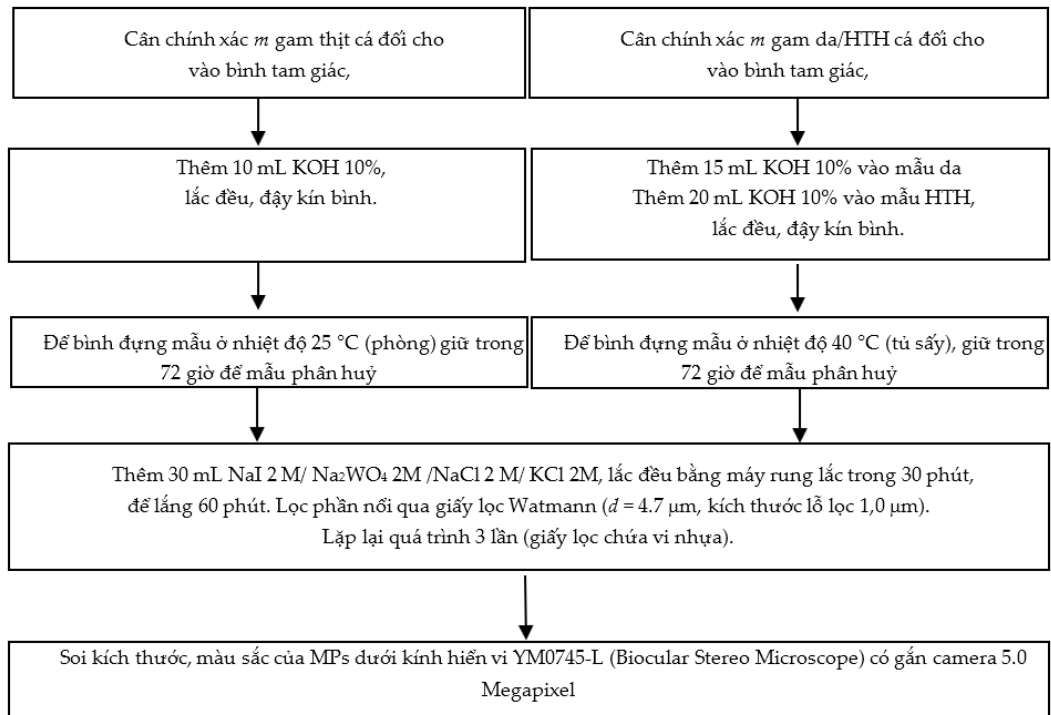 Cân chính xác m gam thịt cá đối cho
vào bình tam giác,
Cân chính xác m gam da/HTH cá đối cho
vào bình tam giác,
Thêm 10 mL KOH 10%,
lắc đều, đậy kín bình.
Thêm 15 mL KOH 10% vào mẫu da
Thêm 20 mL KOH 10% vào mẫu HTH,
lắc đều, đậy kín bình.
Để bình đựng mẫu ở nhiệt độ 25 °C (phòng) giữ trong
72 giờ để mẫu phân huỷ
Để bình đựng mẫu ở nhiệt độ 40 °C (tủ sấy), giữ trong
72 giờ để mẫu phân huỷ
Thêm 30 mL NaI 2 M/ Na2WO4 2M /NaCl 2 M/ KCl 2M, lắc đều bằng máy rung lắc trong 30 phút,
để lắng 60 phút. Lọc phần nổi qua giấy lọc Watmann (d = 4.7 µm, kích thước lỗ lọc 1,0 µm).
Lặp lại quá trình 3 lần (giấy lọc chứa vi nhựa).
Soi kích thước, màu sắc của MPs dưới kính hiển vi YM0745-L (Biocular Stereo Microscope) có gắn camera 5.0
Megapixel